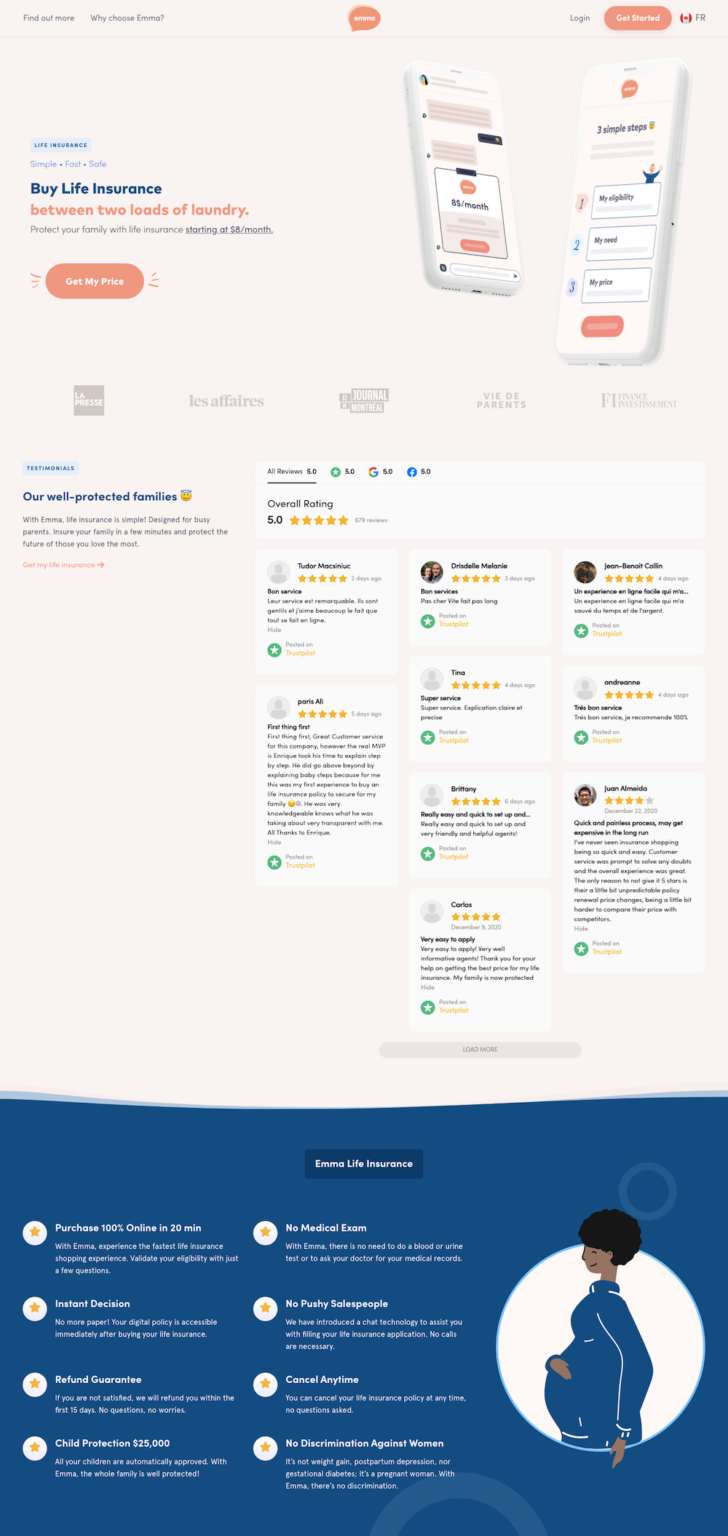 Find out more
Why choose Emma?
emma
Login
Get Started
FR
LIFE INSURANCE
Simple • Fast • Safe
Buy Life Insurance
between two loads of laundry.
Protect your family with life insurance starting at $8/month.
Get My Price
emma
8$/month
emma
3 simple steps
1
My eligibility
2
My need
3
My price
LA
PRESSE
les affaires
LE
JOURNAL
DE
MONTRÉAL
VIE DE
PARENTS
FI FINANCE
INVESTISSEMENT
TESTIMONIALS
Our well-protected families 😇
With Emma, life insurance is simple! Designed for busy
parents. Insure your family in a few minutes and protect the
future of those you love the most.
Get my life insurance →
All Reviews 5.0
5.0
5.0
5.0
Overall Rating
5.0
679 reviews
Tudor Macsiniuc
2 days ago
Bon service
Leur service est remarquable. Ils sont
gentils et j'aime beaucoup le fait que
tout se fait en ligne.
Hide
Posted on
Trustpilot
paris Ali
5 days ago
First thing first
First thing first, Great Customer service
for this company, however the real MVP
is Enrique took his time to explain step
by step. He did go above beyond by
explaining baby steps because for me
this was my first experience to buy an
life insurance policy to secure for my
family
He was very
knowledgeable knows what he was
taking about very transparent with me.
All Thanks to Enrique.
Hide
Posted on
Trustpilot
Drisdelle Melanie
3 days ago
Bon services
Pas cher Vite fait pas long
Posted on
Trustpilot
Tina
4 days ago
Super service
Super service. Explication claire et
precise
Posted on
Trustpilot
Brittany
6 days ago
Really easy and quick to set up and...
Really easy and quick to set up and
very friendly and helpful agents!
Posted on
Trustpilot
Carlos
December 9, 2020
Very easy to apply
Very easy to apply! Very well
informative agents! Thank you for your
help on getting the best price for my life
insurance. My family is now protected
Hide
Posted on
Trustpilot
Jean-Benoit Collin
4 days ago
Un experience en ligne facile qui m'a...
Un experience en ligne facile qui m'a
sauvé du temps et de l'argent.
Posted on
Trustpilot
andreanne
4 days ago
Trés bon service
Trés bon service, je recommende 100%
Posted on
Trustpilot
Juan Almeida
December 22, 2020
Quick and painless process, may get
expensive in the long run
I've never seen insurance shopping
being so quick and easy. Customer
service was prompt to solve any doubts
and the overall experience was great.
The only reason to not give it 5 stars is
their a little bit unpredictable policy
renewal price changes, being a little bit
harder to compare their price with
competitors.
Hide
Posted on
Trustpilot
LOAD MORE
Emma Life Insurance
Purchase 100% Online in 20 min
With Emma, experience the fastest life insurance
shopping experience. Validate your eligibility with just
a few questions.
No Medical Exam
With Emma, there is no need to do a blood or urine
test or to ask your doctor for your medical records.
Instant Decision
No more paper! Your digital policy is accessible
immediately after buying your life insurance.
No Pushy Salespeople
We have introduced a chat technology to assist you
with filling your life insurance application. No calls
are necessary.
Refund Guarantee
If you are not satisfied, we will refund you within the
first 15 days. No questions, no worries.
Cancel Anytime
You can cancel your life insurance policy at any time,
no questions asked.
Child Protection $25,000
All your children are automatically approved. With
Emma, the whole family is well protected!
No Discrimination Against Women
It's not weight gain, postpartum depression, nor
gestational diabetes; it's a pregnant woman. With
Emma, there's no discrimination.